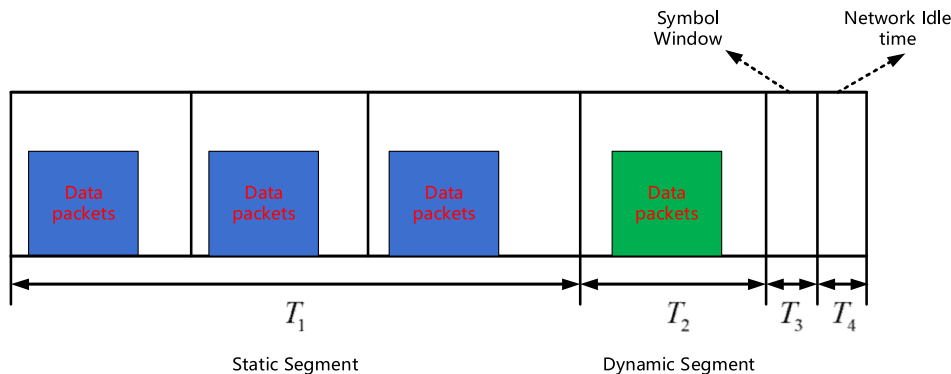 Symbol
Window
Network Idle
time
Data
packets
Data
packets
Data
packets
Data
packets
T1
T2
T3
T4
Static Segment
Dynamic Segment